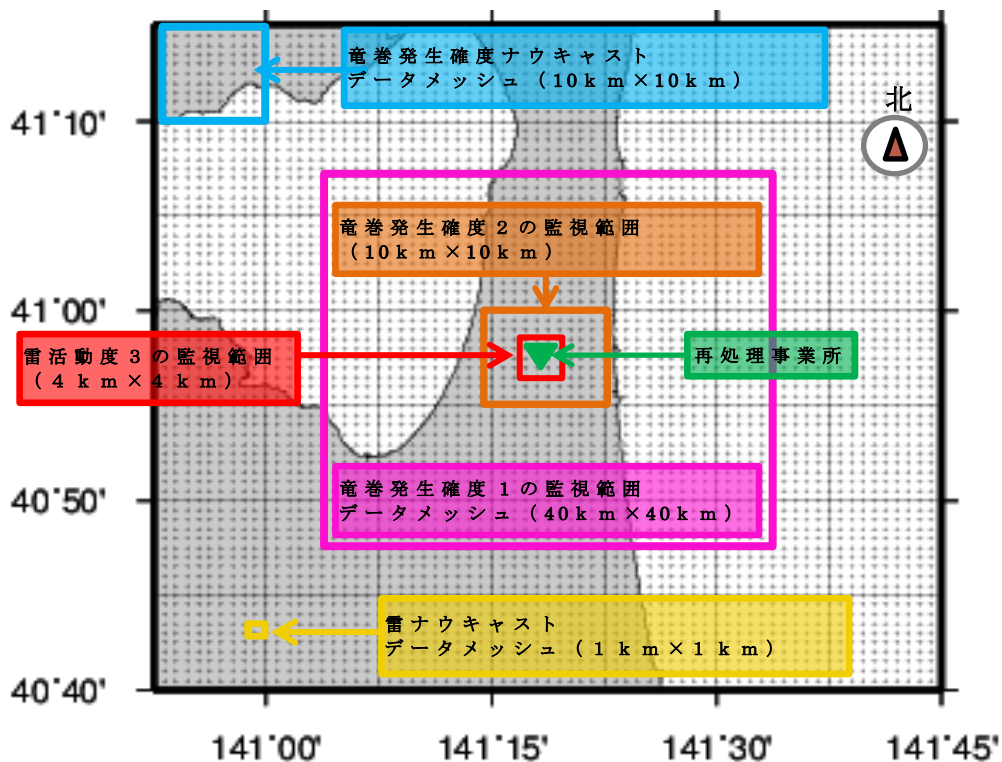 竜巻発生確度ナウキャスト
データメッシュ（10km×10km）
北
41°10'
竜巻発生確度２の監視範囲
（10km×10km）
41°00'
雷活動度３の監視範囲
（４km×４km）
再処理事業所
竜巻発生確度１の監視範囲
データメッシュ（40km×40km）
40°50'
雷ナウキャスト
データメッシュ（１km×１km）
40°40'
141°00'
141°15'
141°30'
141°45'